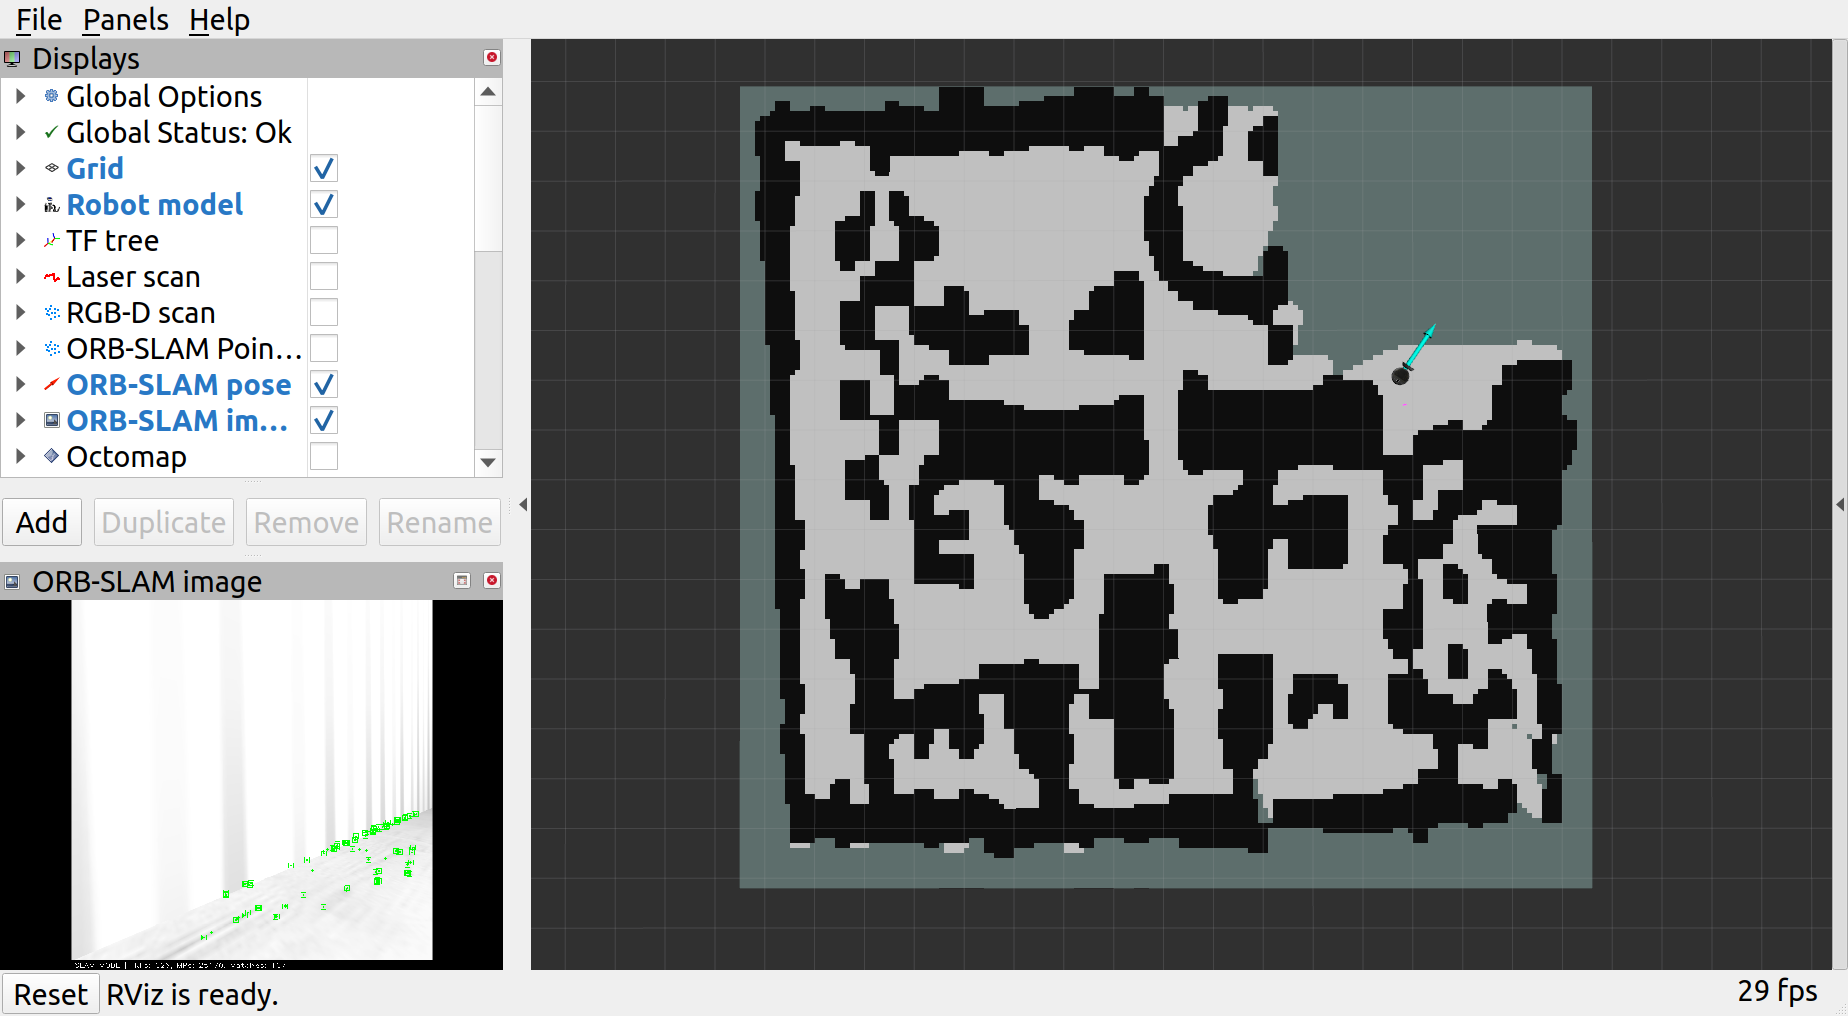 File Panels Help
Displays
Global Options
Global Status: Ok
Grid
Robot model
TF tree
Laser scan
RGB-D scan
ORB-SLAM Poin...
ORB-SLAM pose
ORB-SLAM im...
Octomap
Add Duplicate Remove Rename
ORB-SLAM image
SLAM MODE |
Reset RViz is ready.
29 fps